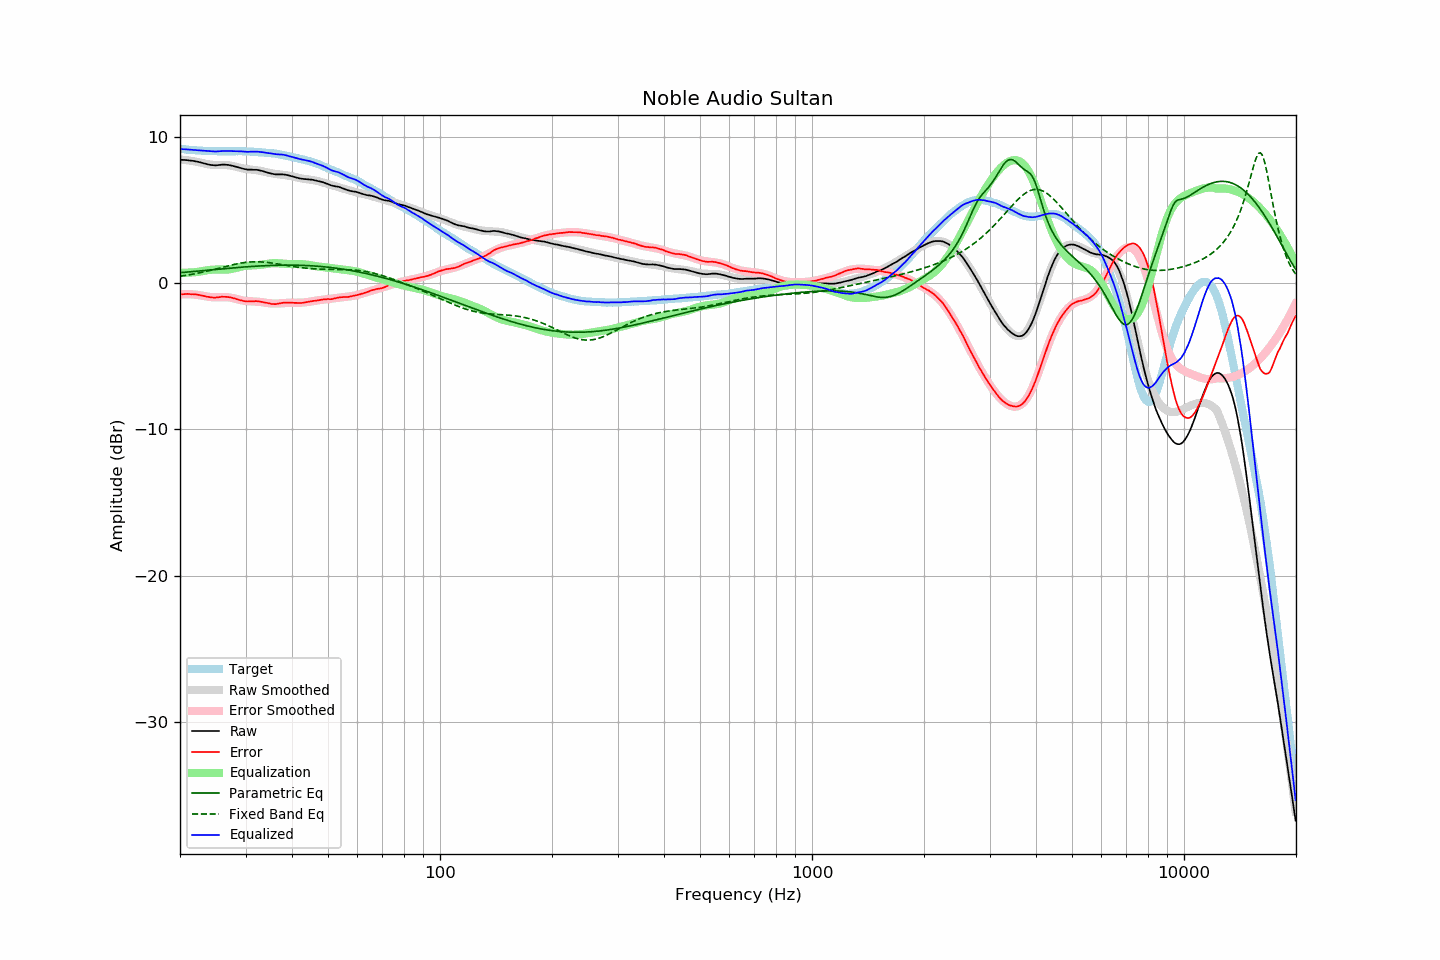 Noble Audio Sultan
10
0
−10
−20
−30
Amplitude (dBr)
100
1000
10000
Frequency (Hz)
Target
Raw Smoothed
Error Smoothed
Raw
Error
Equalization
Parametric Eq
Fixed Band Eq
Equalized